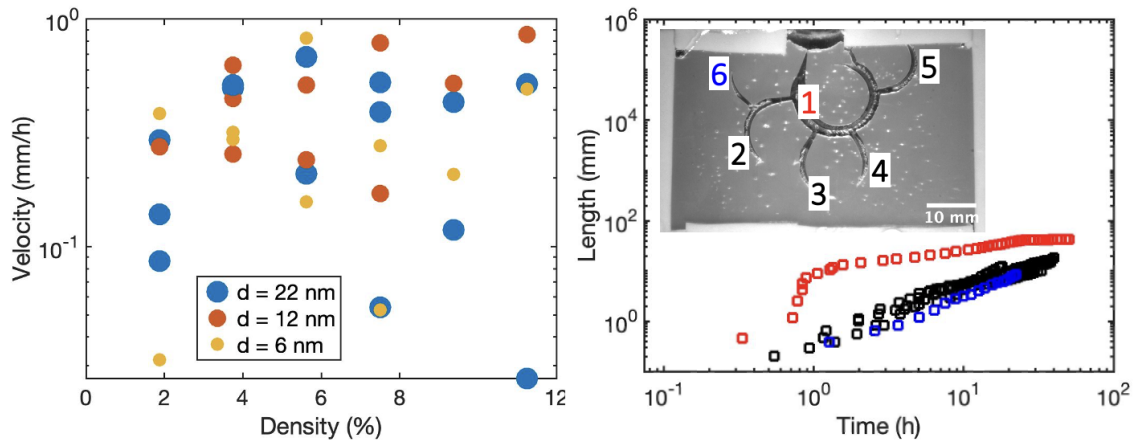 Velocity (mm/h)
10⁰
10⁻¹
d = 22 nm
d = 12 nm
d = 6 nm
0 2 4 6 8 10 12
Density (%)
Length (mm)
10⁶
10⁴
10²
10⁰
6
1
5
2
3
4
10 mm
10⁻¹ 10⁰ 10¹ 10²
Time (h)